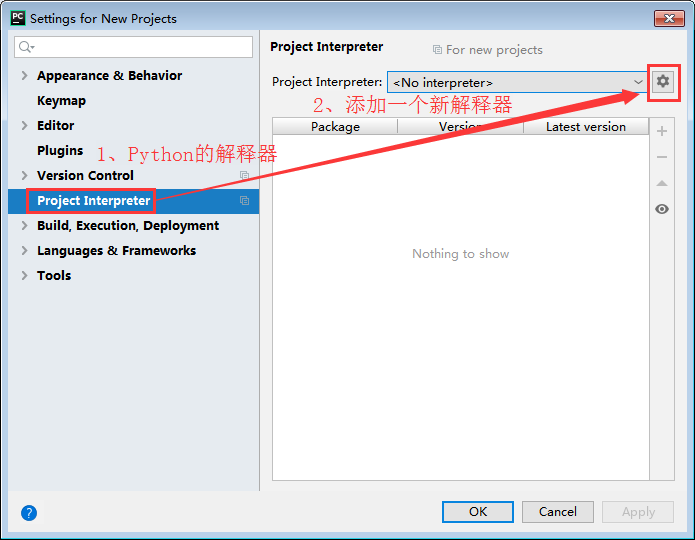 PC Settings for New Projects
Project Interpreter
For new projects
Appearance & Behavior
Keymap
Editor
Plugins
Version Control
Project Interpreter
Build, Execution, Deployment
Languages & Frameworks
Tools
1、Python的解释器
Project Interpreter: <No interpreter>
2、添加一个新解释器
Package Version Latest version
Nothing to show
?
OK Cancel Apply